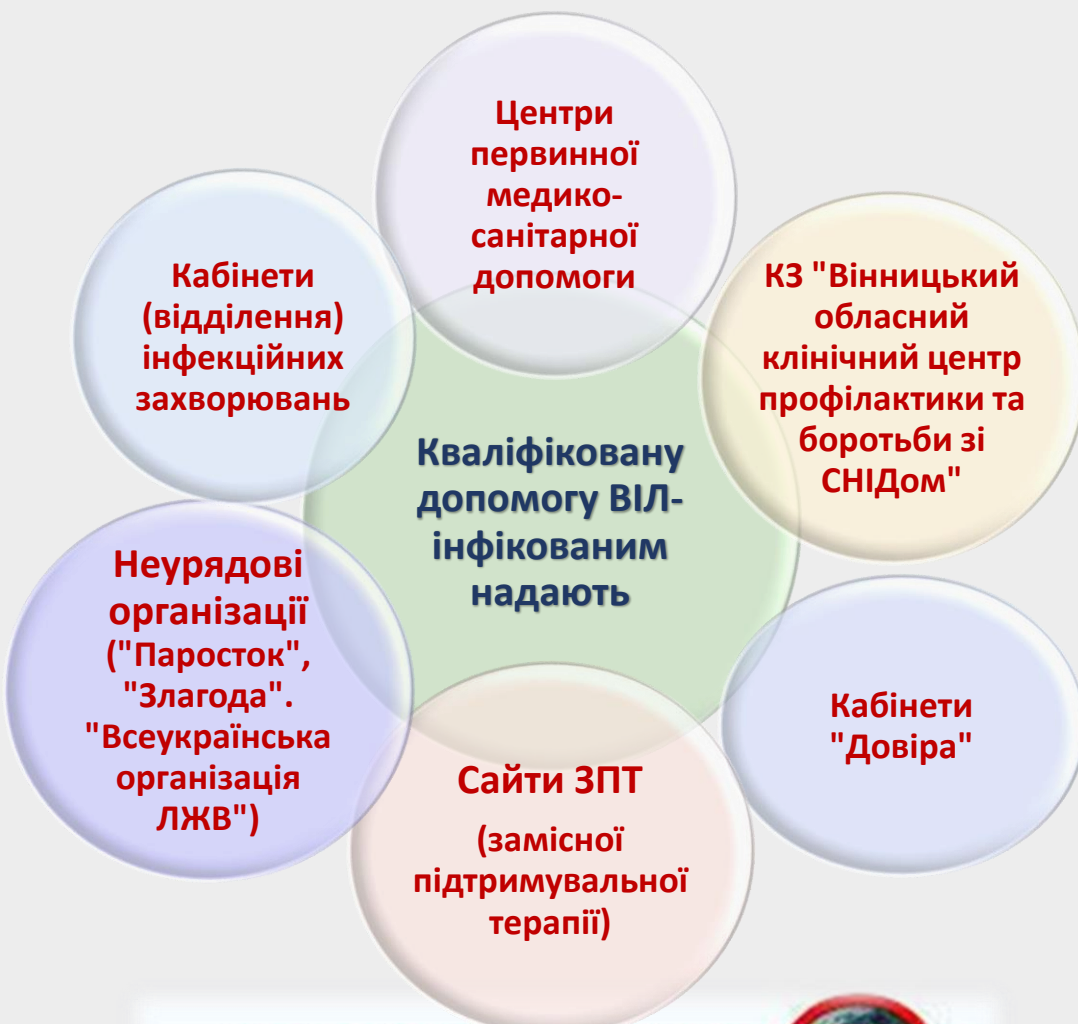 Центри
первинної
медико-
санітарної
допомоги
КЗ "Вінницький
обласний
клінічний центр
профілактики та
боротьби зі
СНІДом"
Кабінети
"Довіра"
Сайти ЗПТ
(замісної
підтримувальної
терапії)
Неурядові
організації
("Паросток",
"Злагода".
"Всеукраїнська
організація
ЛЖВ")
Кабінети
(відділення)
інфекційних
захворювань
Кваліфіковану
допомогу ВІЛ-
інфікованим
надають